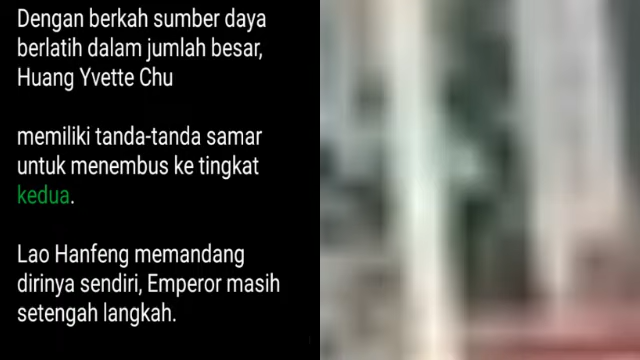 Dengan berkah sumber daya
berlatih dalam jumlah besar,
Huang Yvette Chu
memiliki tanda-tanda samar
untuk menembus ke tingkat
kedua.
Lao Hanfeng memandang
dirinya sendiri, Emperor masih
setengah langkah.